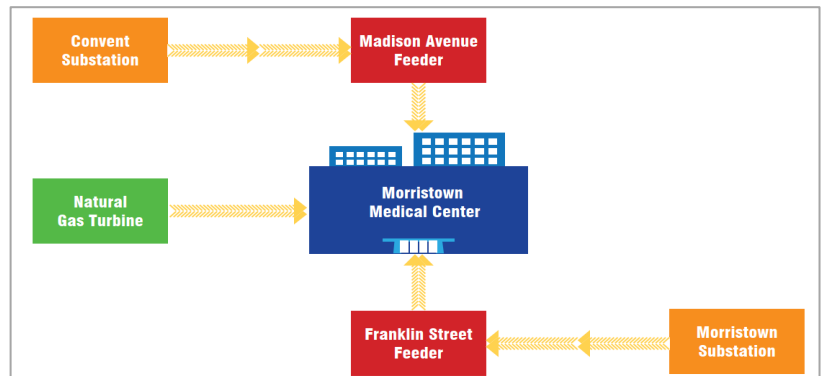 Convent
Substation
Madison Avenue
Feeder
Natural
Gas Turbine
Morristown
Medical Center
Franklin Street
Feeder
Morristown
Substation